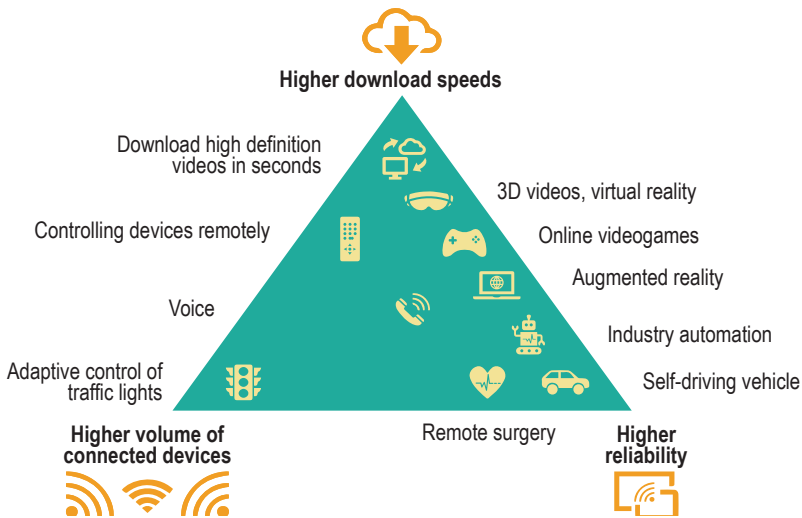 Higher download speeds
Download high definition
videos in seconds
3D videos, virtual reality
Controlling devices remotely
Online videogames
Augmented reality
Voice
Industry automation
Adaptive control of
traffic lights
Self-driving vehicle
Remote surgery
Higher volume of
connected devices
Higher
reliability